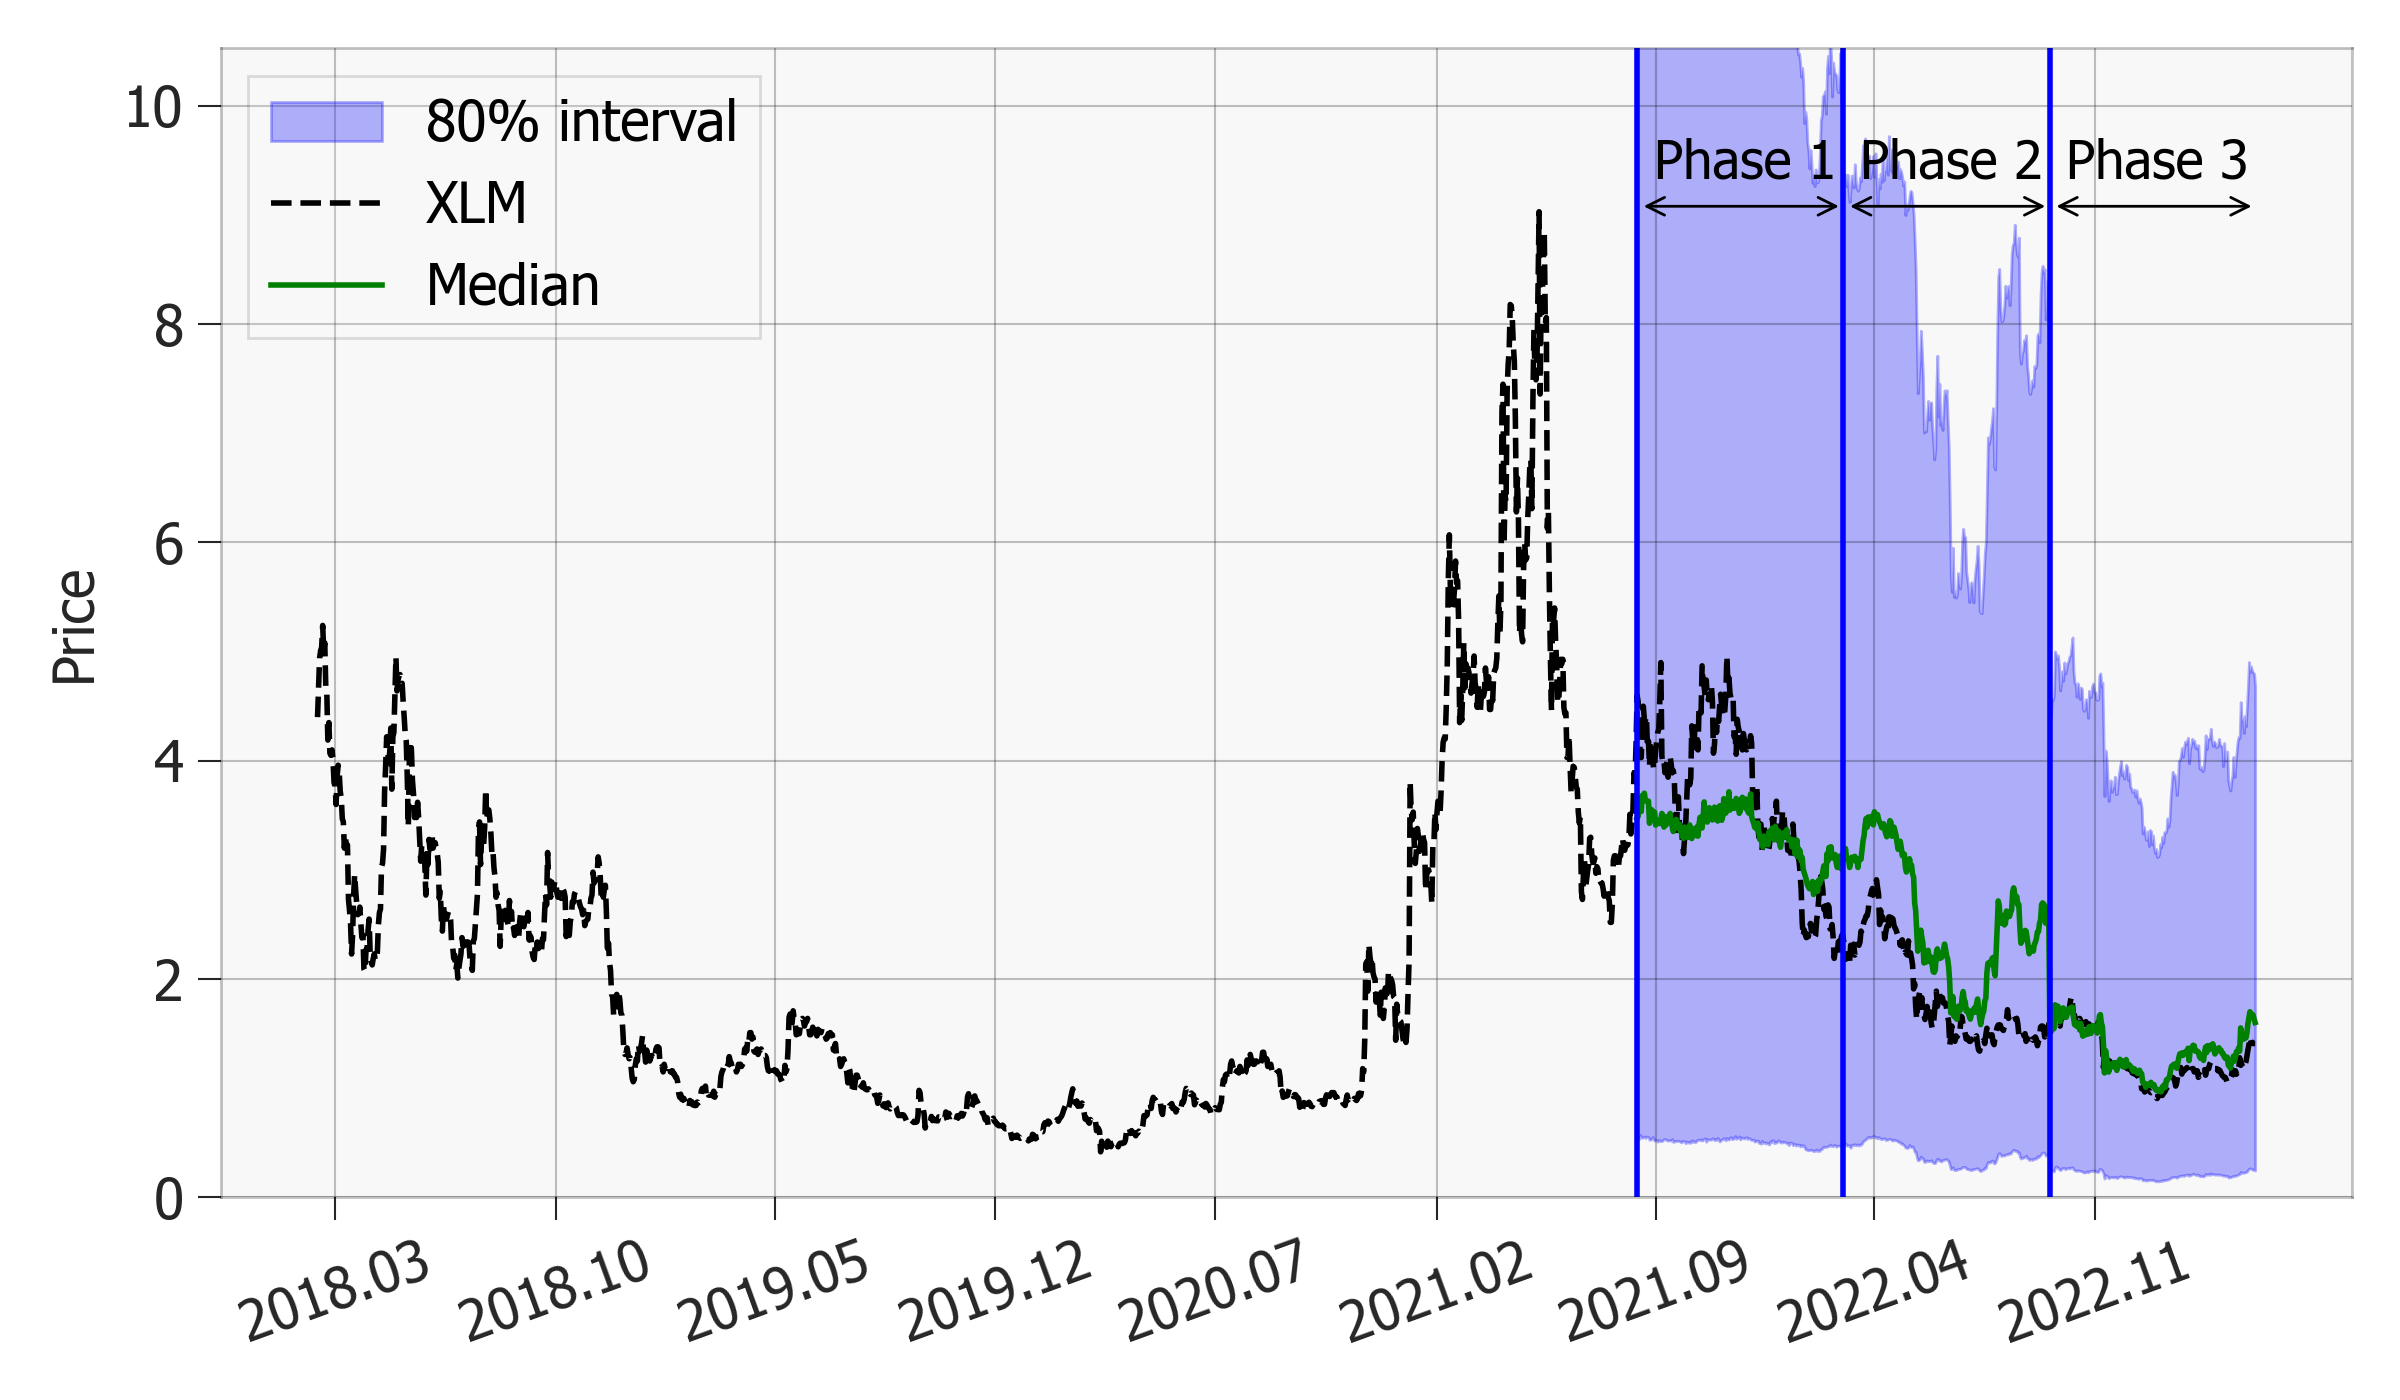 80% interval
XLM
Median
Phase 1
Phase 2
Phase 3
Price
10
8
6
4
2
0
2018.03
2018.10
2019.05
2019.12
2020.07
2021.02
2021.09
2022.04
2022.11